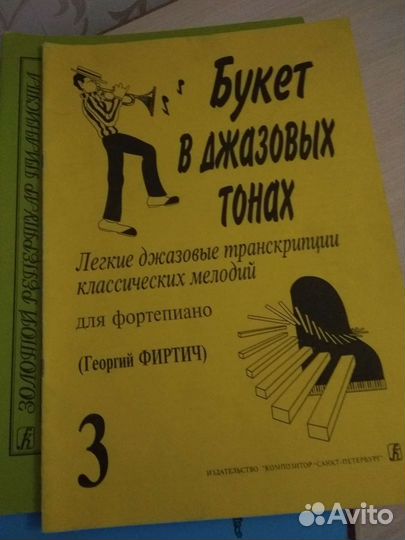 Букет
в джазовых
тонах
Легкие джазовые транскрипции
классических мелодий
для фортепиано
(Георгий ФИРТИЧ)
3
ИЗДАТЕЛЬСТВО "КОМПОЗИТОР • САНКТ-ПЕТЕРБУРГ"
ЗОЛОТОЙ РЕПЕРТУАР ПИАНИСТА
Avito